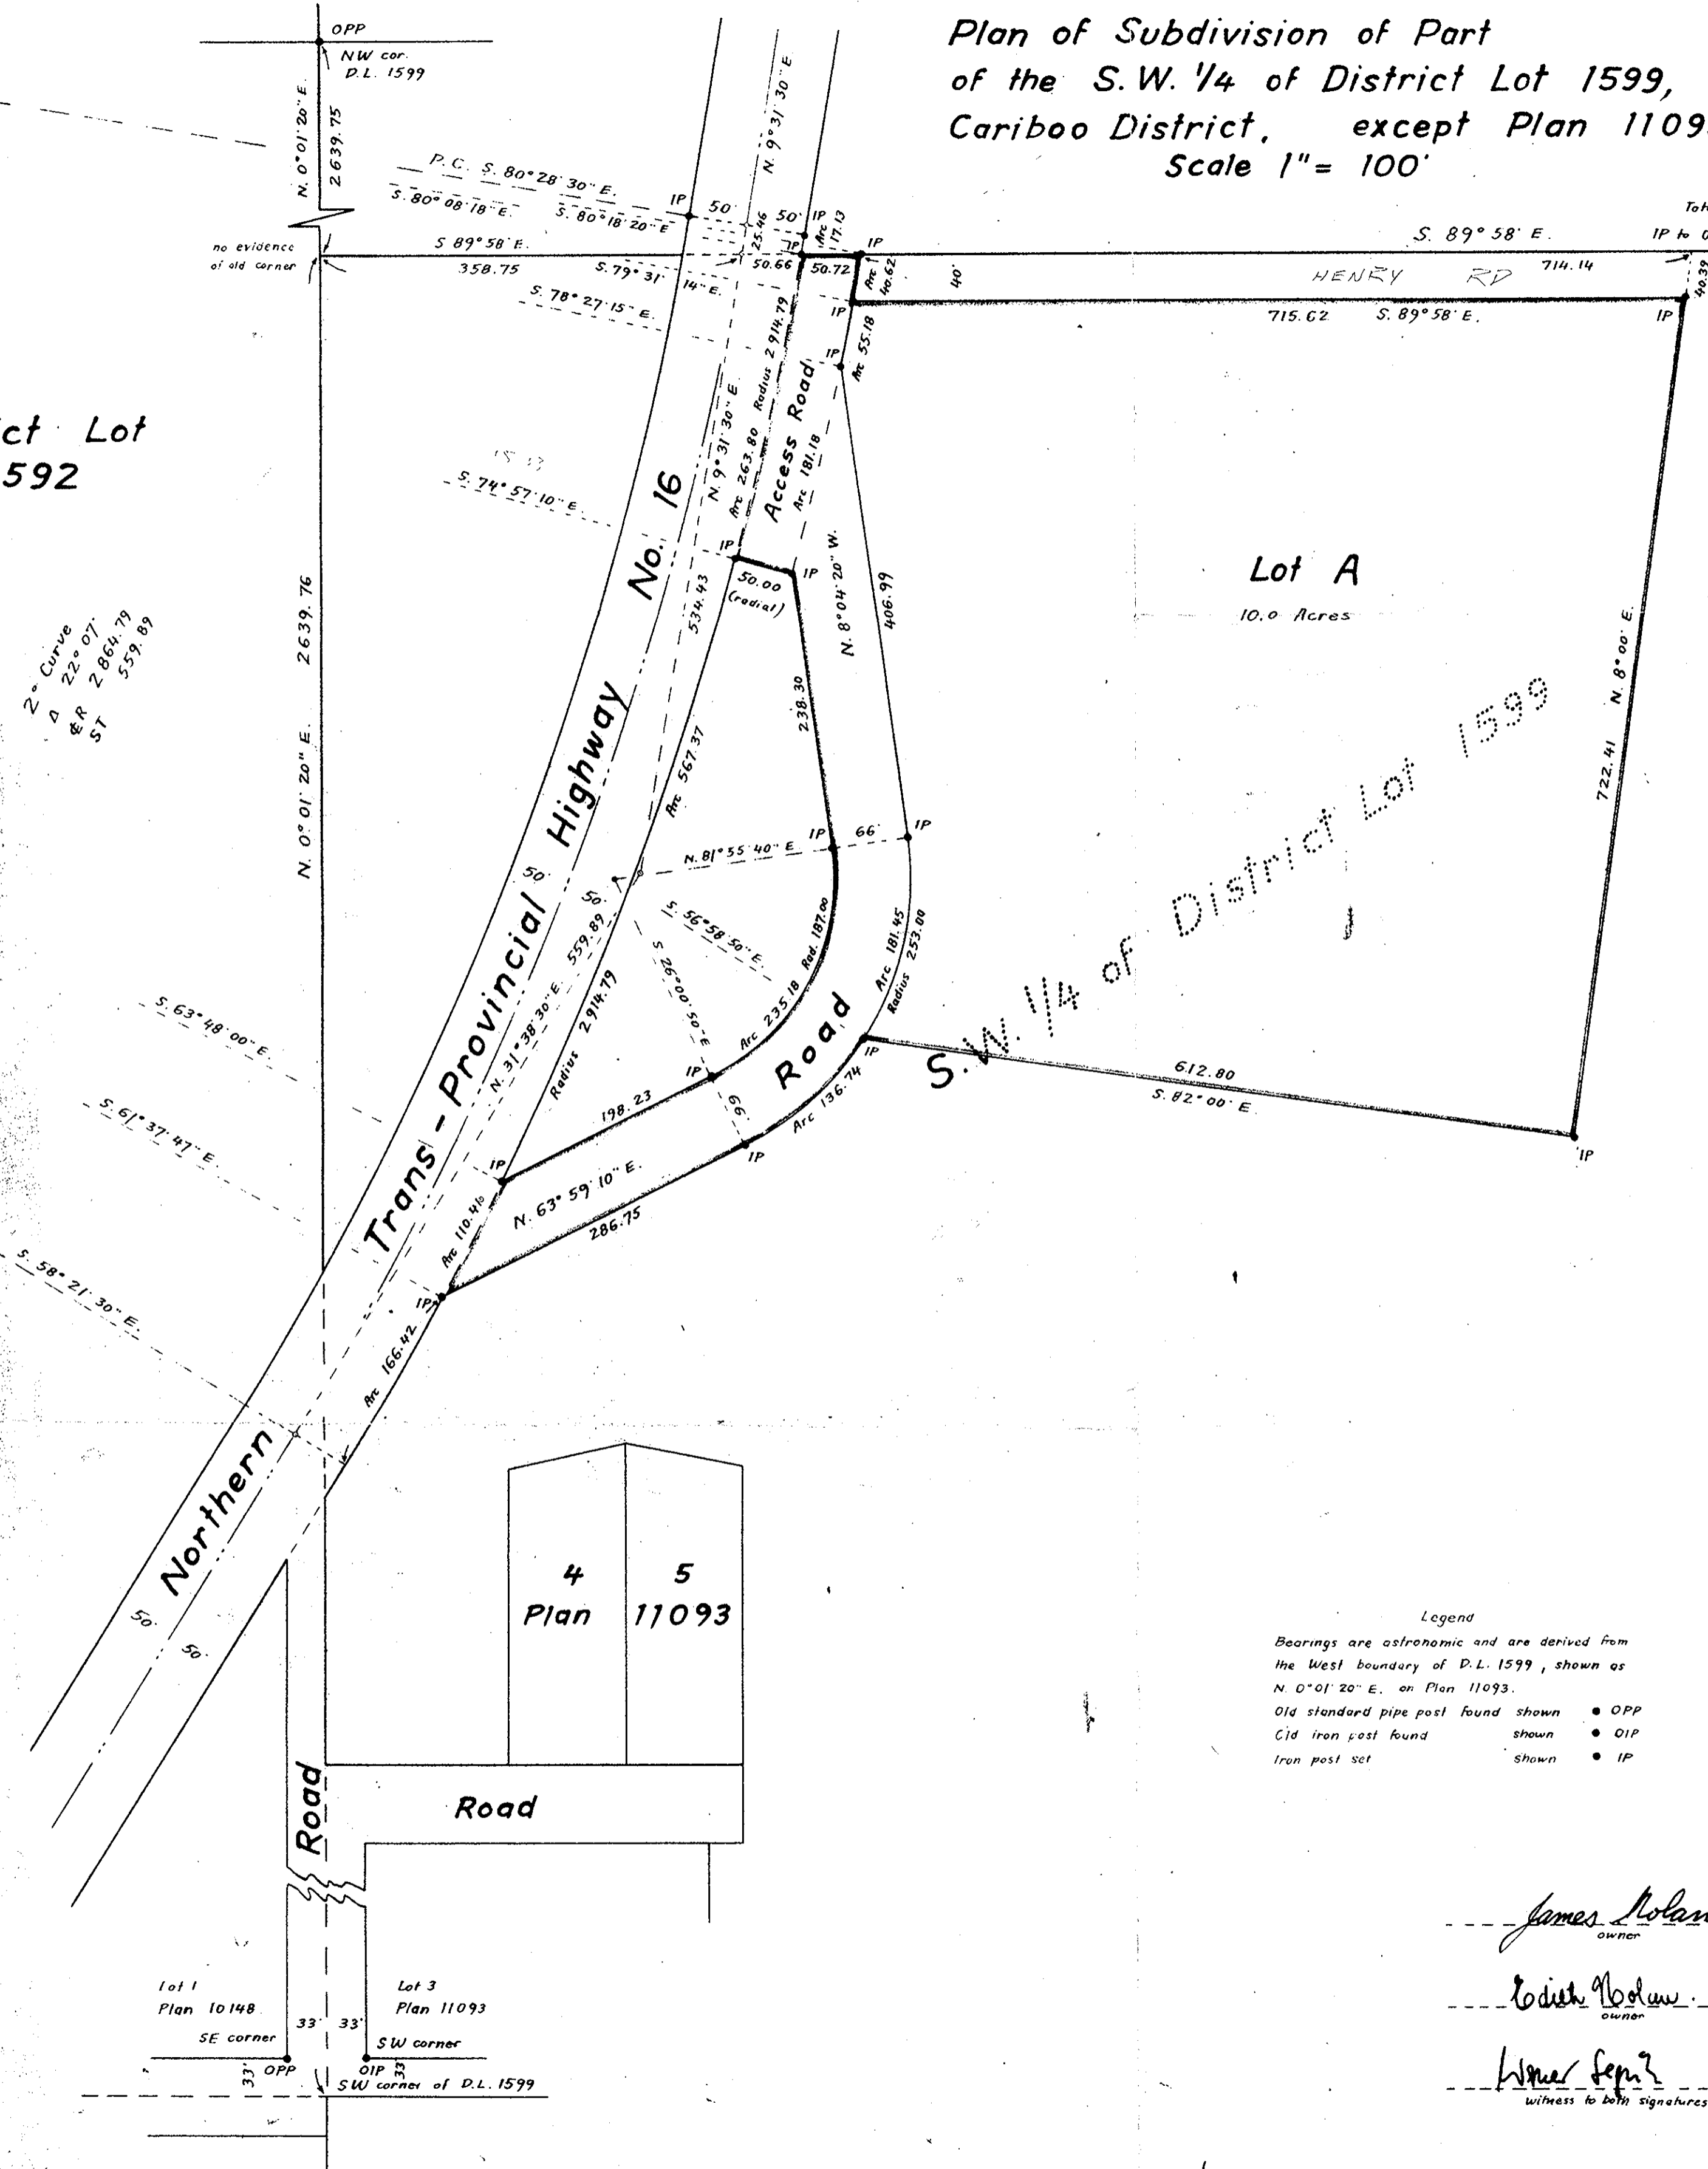 Plan of Subdivision of Part
of the S.W. 1/4 of District Lot 1599,
Cariboo District, except Plan 1109
Scale 1" = 100'
OPP
NW cor.
D.L. 1599
N. 0° 01' 20" E.
2639.75
N. 9° 31' 30" E
P.C. S. 80° 28' 30" E.
S. 80° 08' 18" E.
S. 80° 18' 20" E
IP
50'
50'
IP
25.46
Arc 17.13
IP
IP
no evidence
of old corner
S 89° 58' E.
358.75
S. 79° 31' 14" E.
50.66
50.72
Arc 40.62
40'
S. 89° 58' E.
IP to
714.14
40.39
HENRY RD
IP
715.62 S. 89° 58' E.
IP
S. 78° 27' 15" E.
IP
Arc 55.18
ct Lot
592
Arc 263.80 Radius 2914.79
N. 9° 31' 30" E
Access Road
Arc 181.18
S. 74° 57' 10" E.
No. 16
IP
IP
50.00
(radial)
534.43
N. 8° 04' 20" W.
406.99
Lot A
10.0 Acres
N. 0° 01' 20" E. 2639.76
2° Curve
Δ 22° 07'
₵R 2864.79
ST 559.89
238.30
Arc 567.37
722.41 N. 8° 00' E.
S.W. 1/4 of District Lot 1599
Trans - Provincial Highway
IP
66'
IP
N. 81° 55' 40" E
50'
50'
S. 56° 58' 50" E.
S 26° 00' 50" E
Arc 235.18 Rad. 187.00
Arc 181.45
Radius 253.00
N. 31° 38' 30" E. 559.89
Radius 2914.79
S. 63° 48' 00" E.
Road
IP
612.80
S. 82° 00' E.
IP
IP
66'
Arc 136.74
S. 61° 37' 47" E.
198.23
IP
IP
N. 63° 59' 10" E.
286.75
Arc 110.46
S. 58° 21' 30" E.
IP
Arc 166.42
Northern
50'
50'
4
5
Plan
11093
Road
Road
Legend
Bearings are astronomic and are derived from
the West boundary of D.L. 1599, shown as
N. 0° 01' 20" E. on Plan 11093.
Old standard pipe post found shown ● OPP
Old iron post found shown ● OIP
Iron post set shown ● IP
James Nolan
owner
Edith Nolan.
owner
witness to both signatures
Lot 1
Plan 10148
SE corner
Lot 3
Plan 11093
SW corner
33'
33'
OPP
OIP
33'
33'
SW corner of D.L. 1599